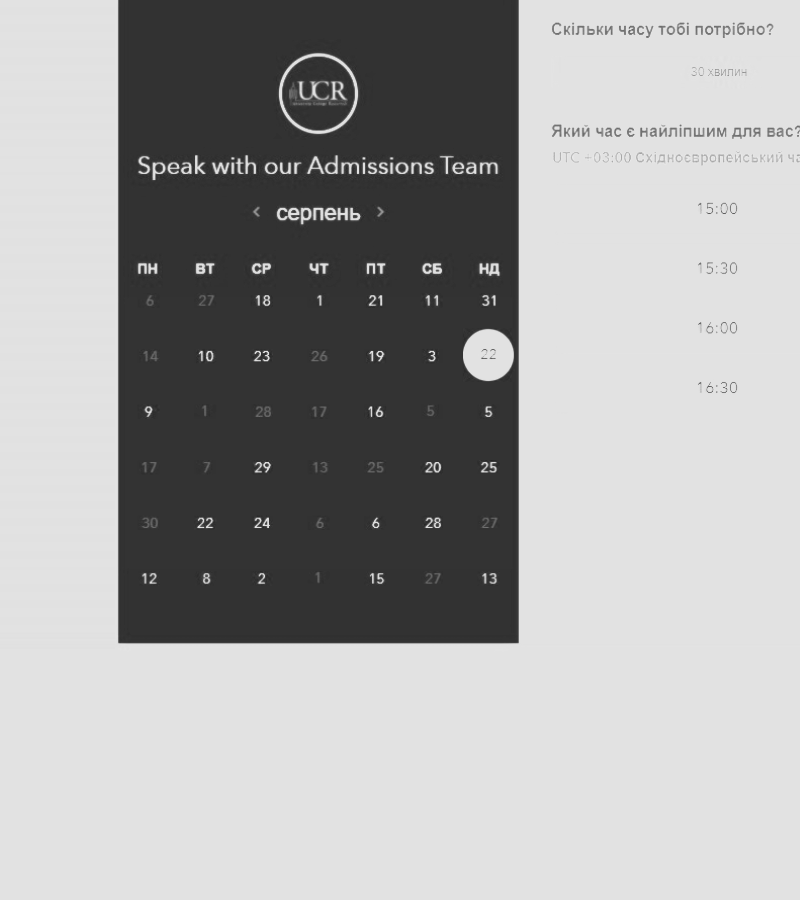 UCR
Speak with our Admissions Team
‹ серпень ›
ПН ВТ СР ЧТ ПТ СБ НД
6 27 18 1 21 11 31
14 10 23 26 19 3 22
9 1 28 17 16 5 5
17 7 29 13 25 20 25
30 22 24 6 6 28 27
12 8 2 1 15 27 13
Скільки часу тобі потрібно?
30 хвилин
Який час є найліпшим для вас?
UTC +03:00 Східноєвропейський ча
15:00
15:30
16:00
16:30